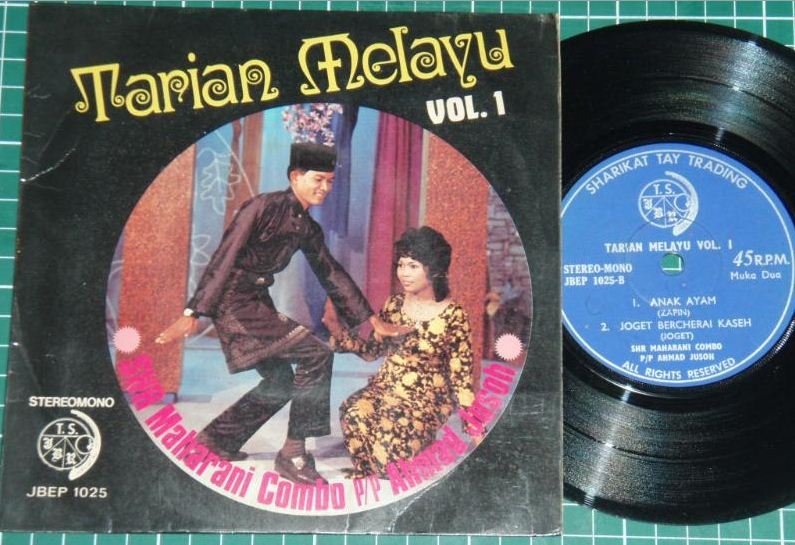 Tarian Melayu
VOL. 1
SHR Maharani Combo P/P Ahmad Jusoh
STEREOMONO
T. S.
JBEP 1025
SHARIKAT TAY TRADING
T. S.
TARIAN MELAYU VOL. 1
STEREO-MONO
JBEP 1025-B
45 R.P.M.
Muka Dua
1. ANAK AYAM
(ZAPIN)
2. JOGET BERCHERAI KASEH
(JOGET)
SHR MAHARANI COMBO
P/P AHMAD JUSOH
ALL RIGHTS RESERVED